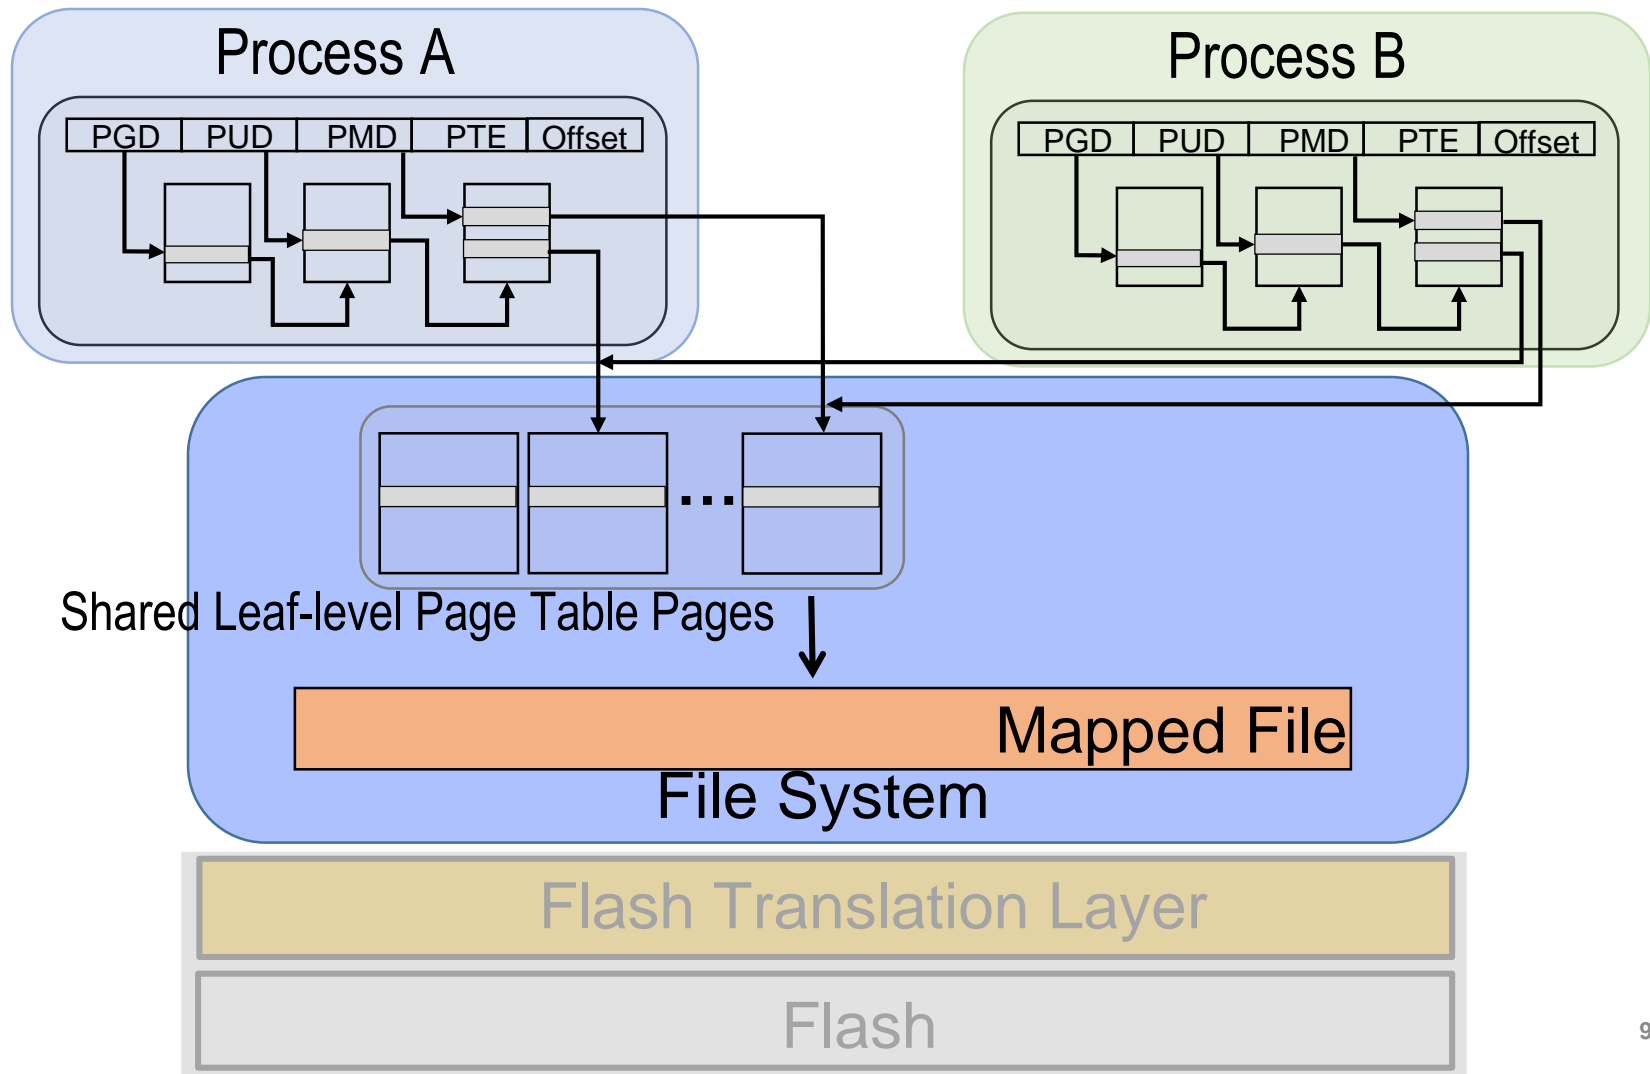 Process A
PGD PUD PMD PTE Offset
Process B
PGD PUD PMD PTE Offset
...
Shared Leaf-level Page Table Pages
Mapped File
File System
Flash Translation Layer
Flash
9